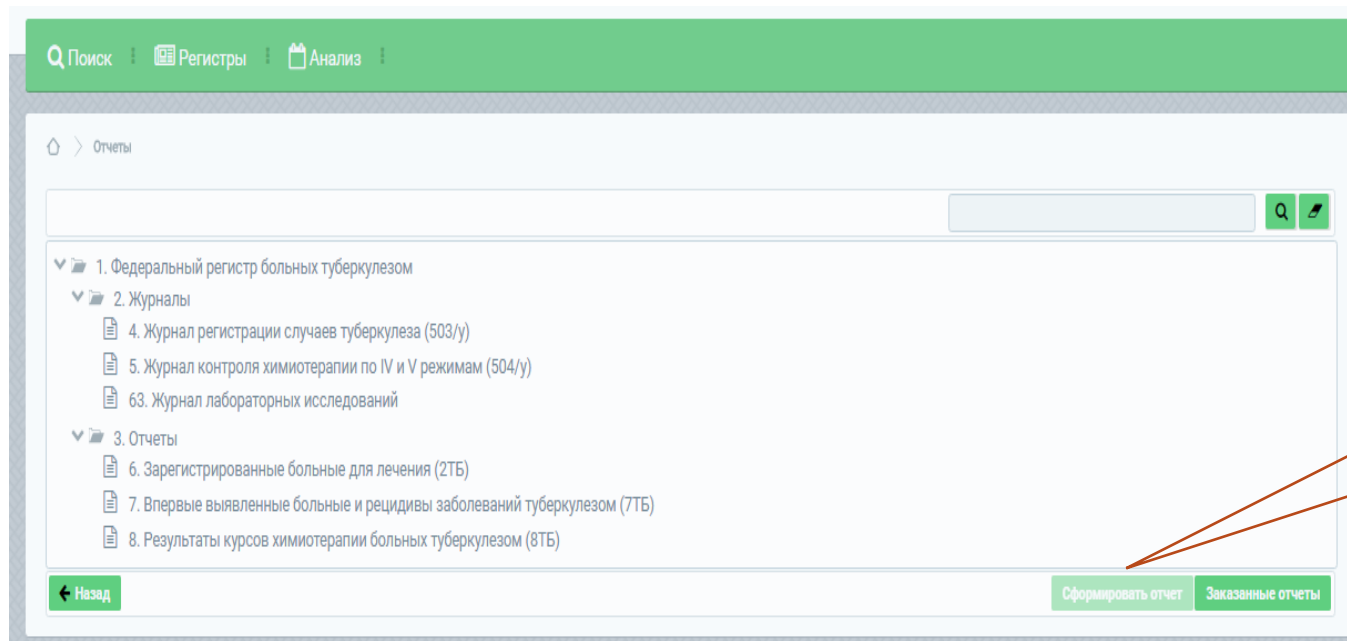 Поиск Регистры Анализ
Отчеты
1. Федеральный регистр больных туберкулезом
2. Журналы
4. Журнал регистрации случаев туберкулеза (503/у)
5. Журнал контроля химиотерапии по IV и V режимам (504/у)
63. Журнал лабораторных исследований
3. Отчеты
6. Зарегистрированные больные для лечения (2ТБ)
7. Впервые выявленные больные и рецидивы заболеваний туберкулезом (7ТБ)
8. Результаты курсов химиотерапии больных туберкулезом (8ТБ)
Назад Сформировать отчет Заказанные отчеты